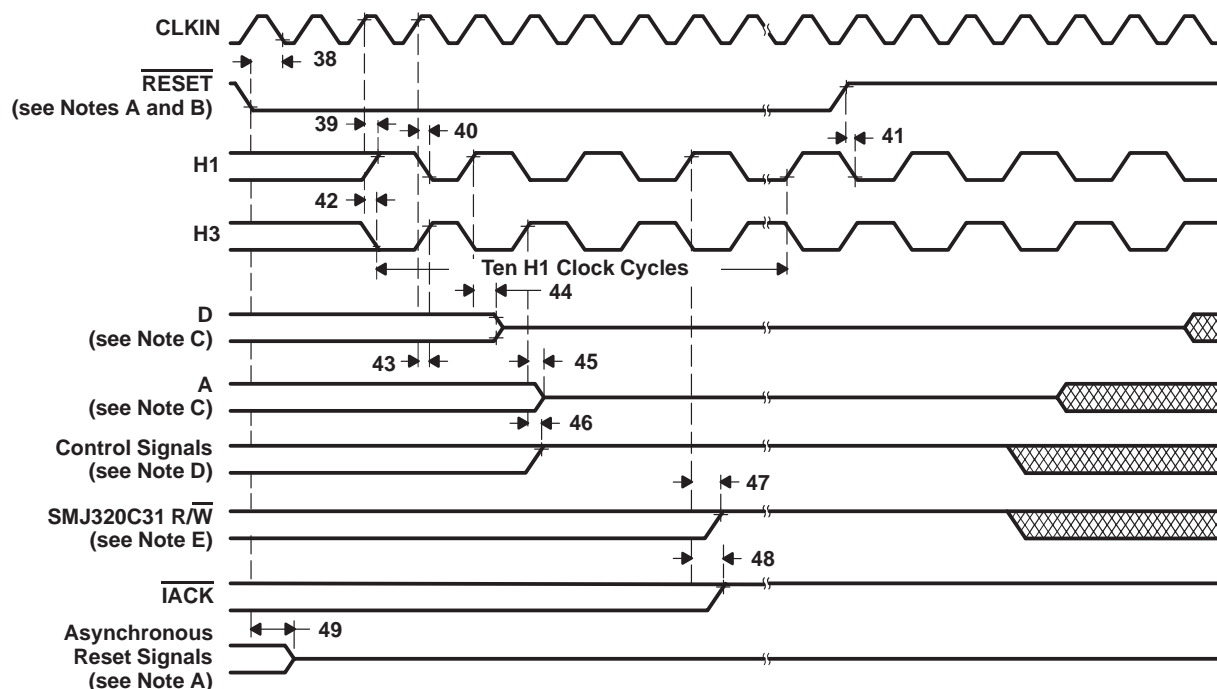 CLKIN
38
RESET
(see Notes A and B)
39
40
41
H1
42
H3
Ten H1 Clock Cycles
44
D
(see Note C)
43
45
A
(see Note C)
46
Control Signals
(see Note D)
47
SMJ320C31 R/W
(see Note E)
48
IACK
49
Asynchronous
Reset Signals
(see Note A)